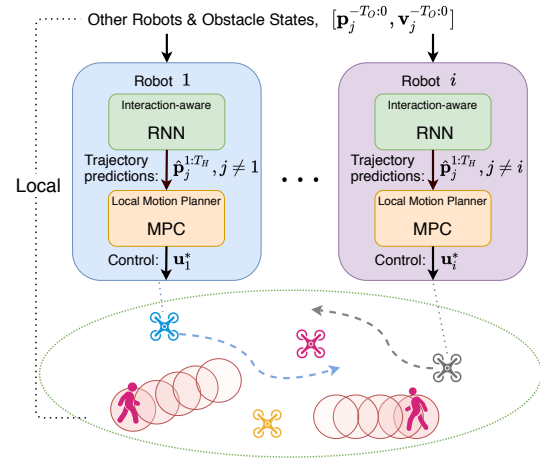 Other Robots & Obstacle States, [𝐩_j^{-T_O:0}, 𝐯_j^{-T_O:0}]
Robot 1
Interaction-aware
RNN
Trajectory
predictions: 𝐩̂_j^{1:T_H}, j ≠ 1
Local Motion Planner
MPC
Control: 𝐮_1^*
Local
. . .
Robot i
Interaction-aware
RNN
Trajectory
predictions: 𝐩̂_j^{1:T_H}, j ≠ i
Local Motion Planner
MPC
Control: 𝐮_i^*